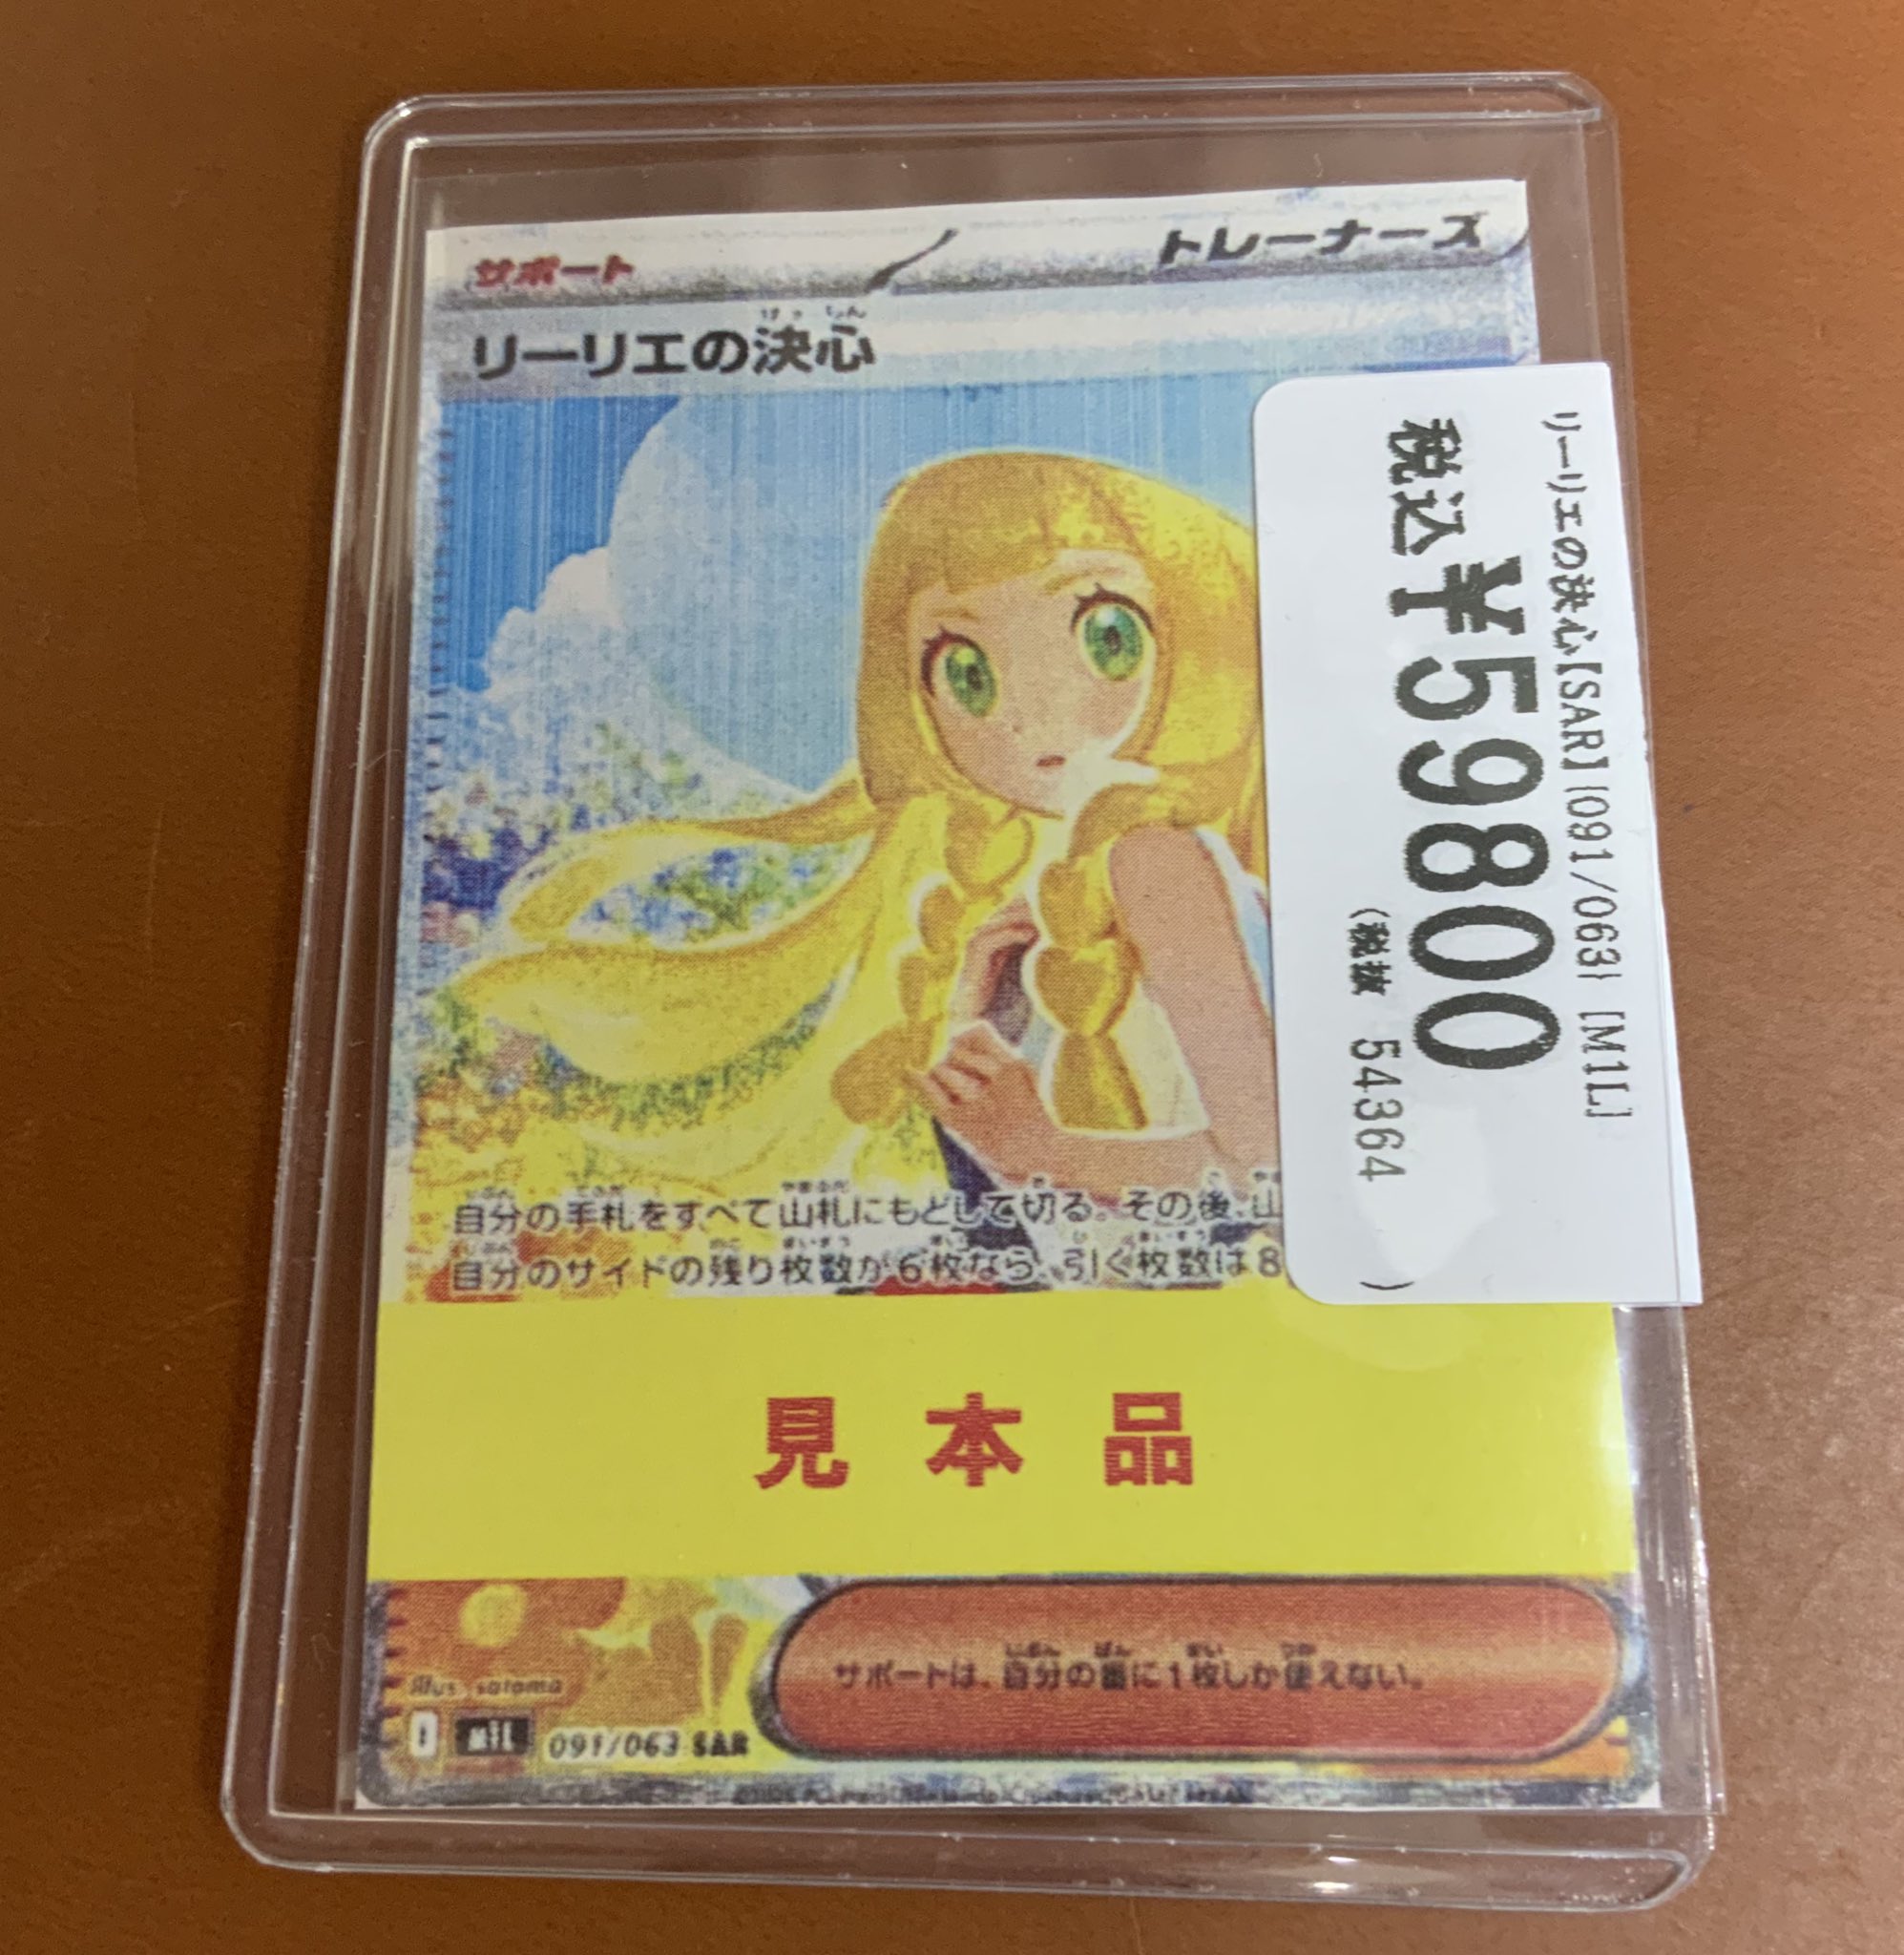 サポート
トレーナーズ
リーリエの決心
リーリエの決心【SAR】{091/063} [M1L]
税込 ¥59800
(税抜 54364 )
自分の手札をすべて山札にもどして切る。その後、山
自分のサイドの残り枚数が6枚なら、引く枚数は8
見本品
サポートは、自分の番に1枚しか使えない。
Illus. satoma
I M1L 091/063 SAR